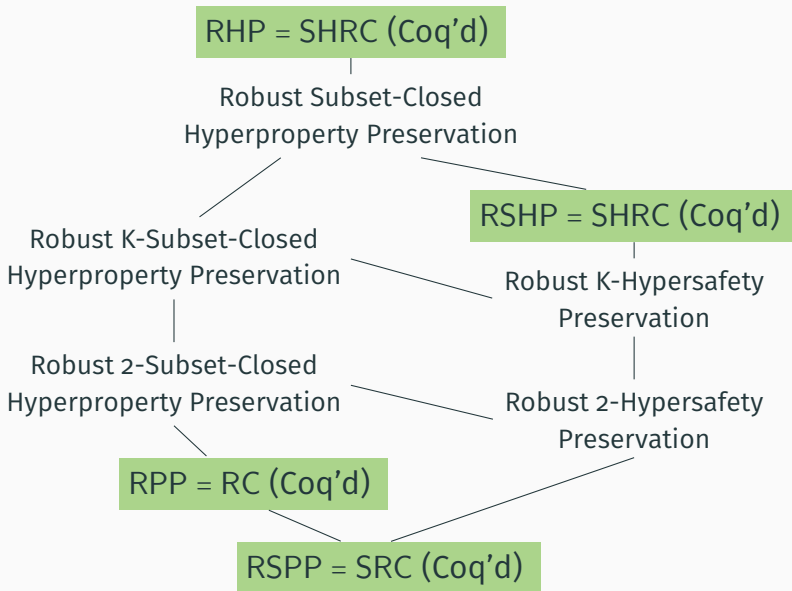 RHP = SHRC (Coq'd)
Robust Subset-Closed
Hyperproperty Preservation
RSHP = SHRC (Coq'd)
Robust K-Subset-Closed
Hyperproperty Preservation
Robust K-Hypersafety
Preservation
Robust 2-Subset-Closed
Hyperproperty Preservation
Robust 2-Hypersafety
Preservation
RPP = RC (Coq'd)
RSPP = SRC (Coq'd)